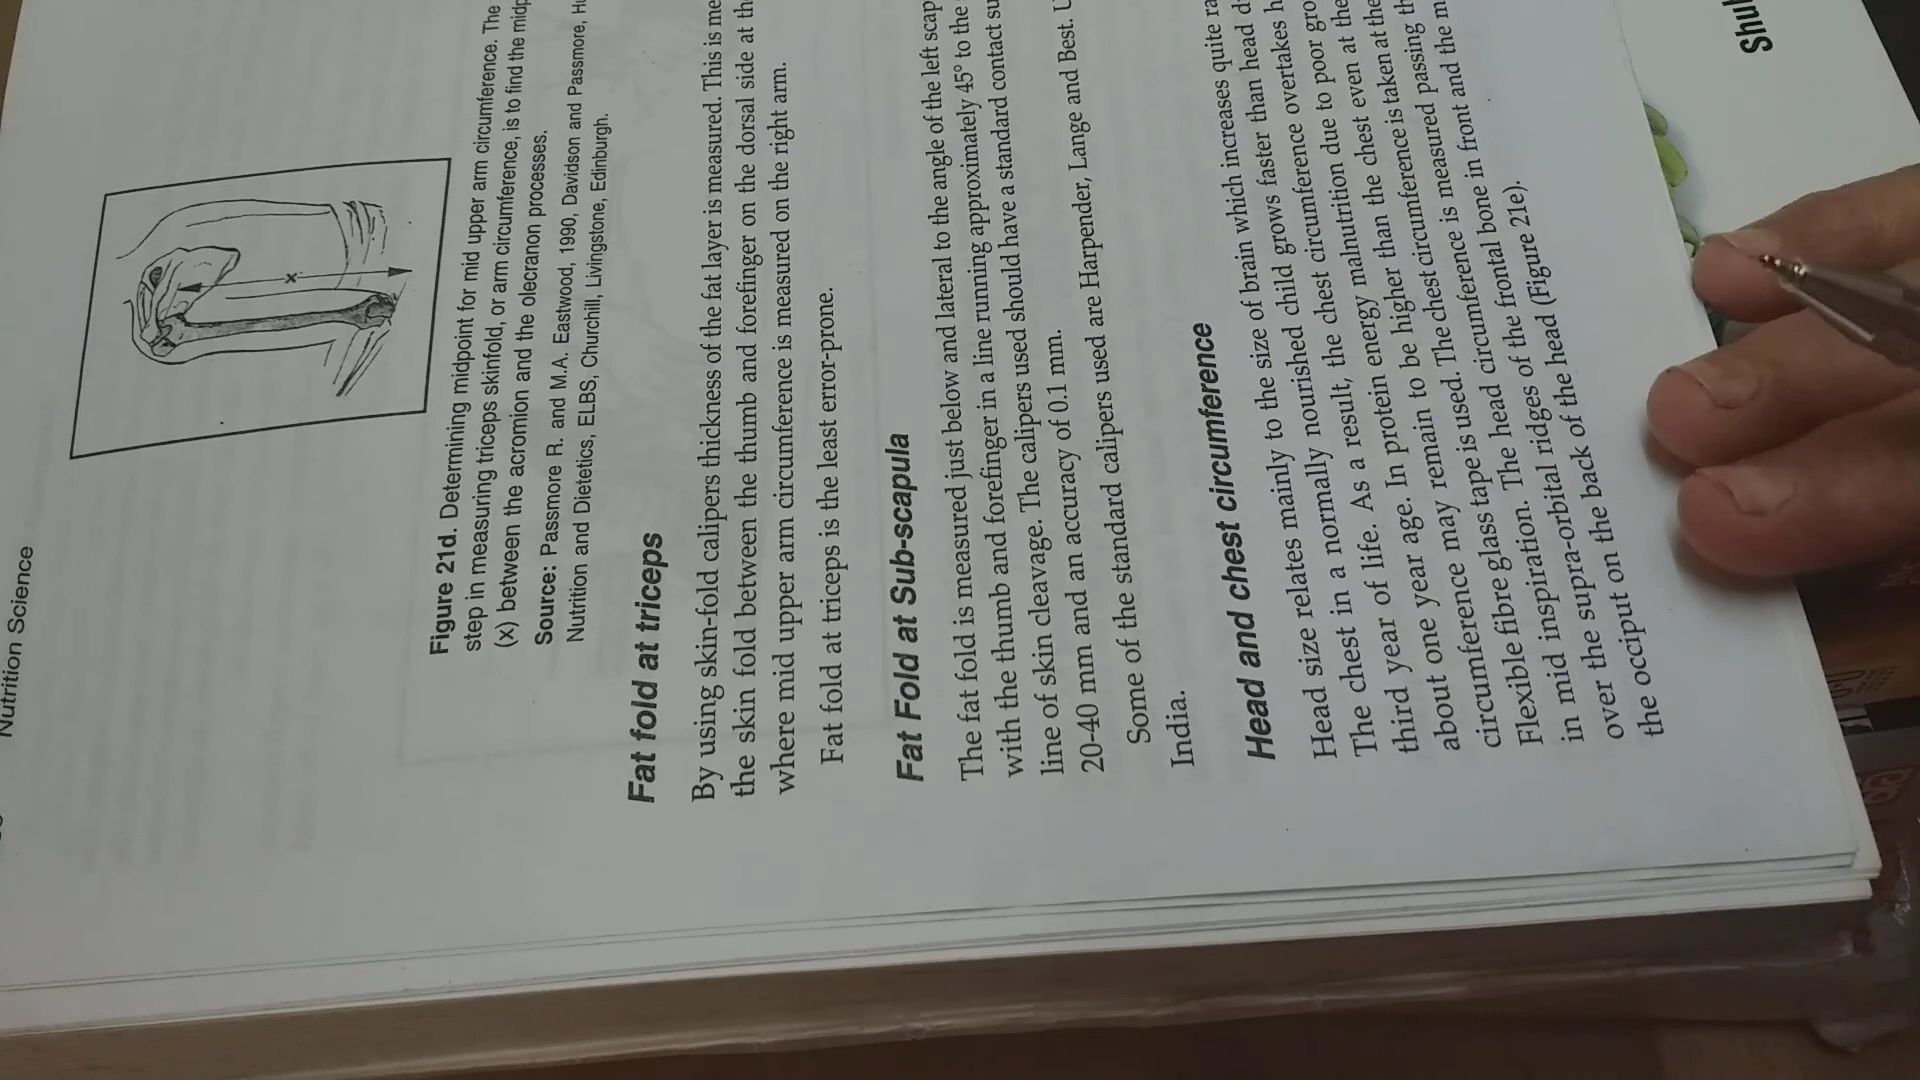 Nutrition Science
x
Figure 21d. Determining midpoint for mid upper arm circumference. The
step in measuring triceps skinfold, or arm circumference, is to find the midp
(x) between the acromion and the olecranon processes.
Source: Passmore R. and M.A. Eastwood, 1990, Davidson and Passmore, Hu
Nutrition and Dietetics, ELBS, Churchill, Livingstone, Edinburgh.
Fat fold at triceps
By using skin-fold calipers thickness of the fat layer is measured. This is me
the skin fold between the thumb and forefinger on the dorsal side at th
where mid upper arm circumference is measured on the right arm.
Fat fold at triceps is the least error-prone.
Fat Fold at Sub-scapula
The fat fold is measured just below and lateral to the angle of the left scap
with the thumb and forefinger in a line running approximately 45° to the
line of skin cleavage. The calipers used should have a standard contact su
20-40 mm and an accuracy of 0.1 mm.
Some of the standard calipers used are Harpender, Lange and Best. U
India.
Head and chest circumference
Head size relates mainly to the size of brain which increases quite ra
The chest in a normally nourished child grows faster than head d
third year of life. As a result, the chest circumference overtakes h
about one year age. In protein energy malnutrition due to poor gro
circumference may remain to be higher than the chest even at the
Flexible fibre glass tape is used. The chest circumference is taken at the
in mid inspiration. The head circumference is measured passing th
over the supra-orbital ridges of the frontal bone in front and the m
the occiput on the back of the head (Figure 21e).
Shul